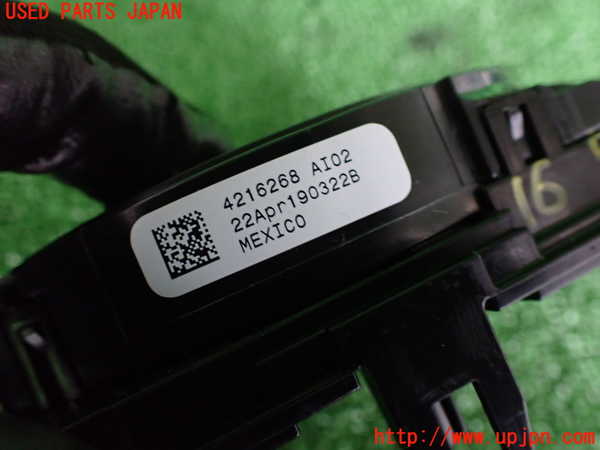 USED PARTS JAPAN
4216268 AI02
22Apr190322B
MEXICO
16
http://www.upjpn.com